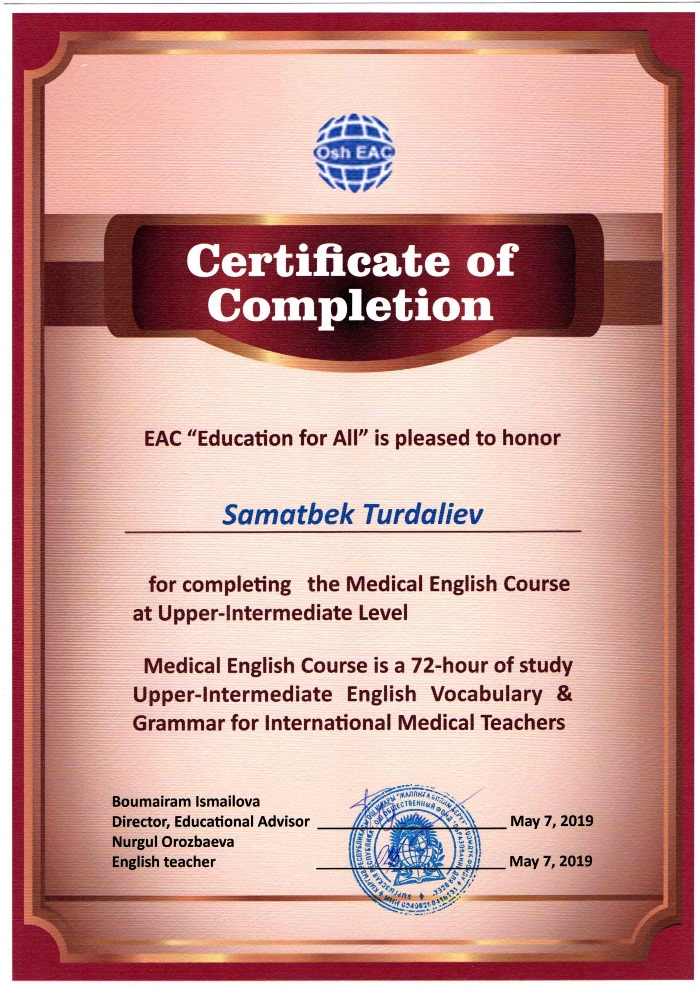 Osh EAC
Certificate of
Completion
EAC “Education for All” is pleased to honor
Samatbek Turdaliev
for completing the Medical English Course
at Upper-Intermediate Level
Medical English Course is a 72-hour of study
Upper-Intermediate English Vocabulary &
Grammar for International Medical Teachers
Boumairam Ismailova
Director, Educational Advisor May 7, 2019
Nurgul Orozbaeva
English teacher May 7, 2019